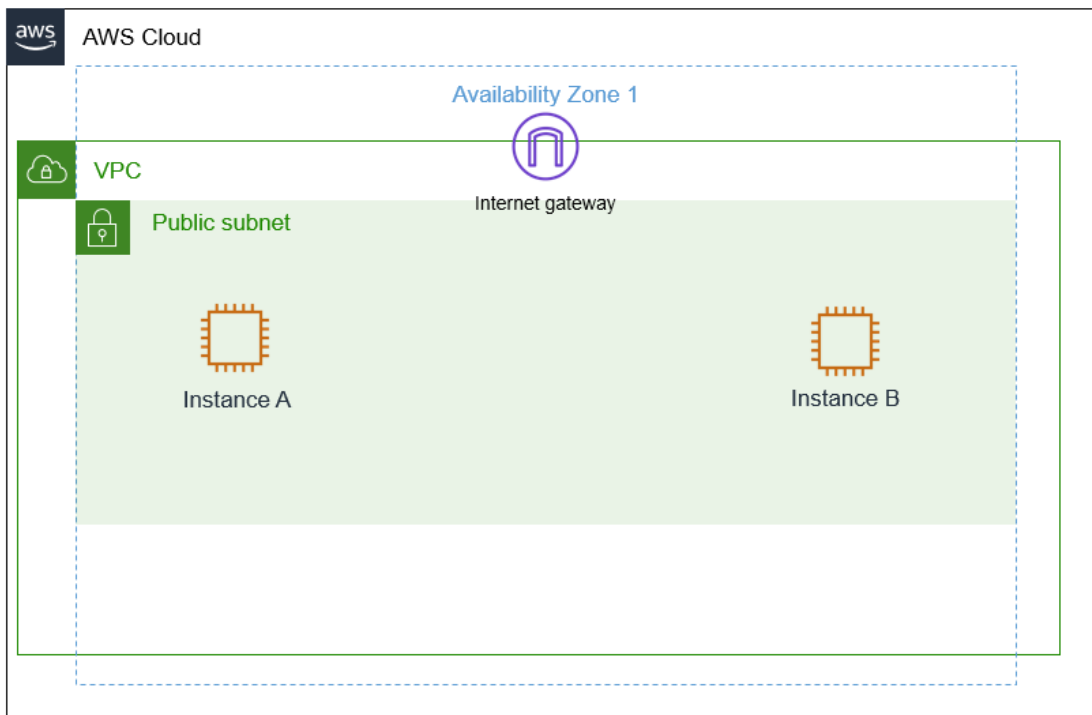 aws
AWS Cloud
Availability Zone 1
VPC
Internet gateway
Public subnet
Instance A
Instance B